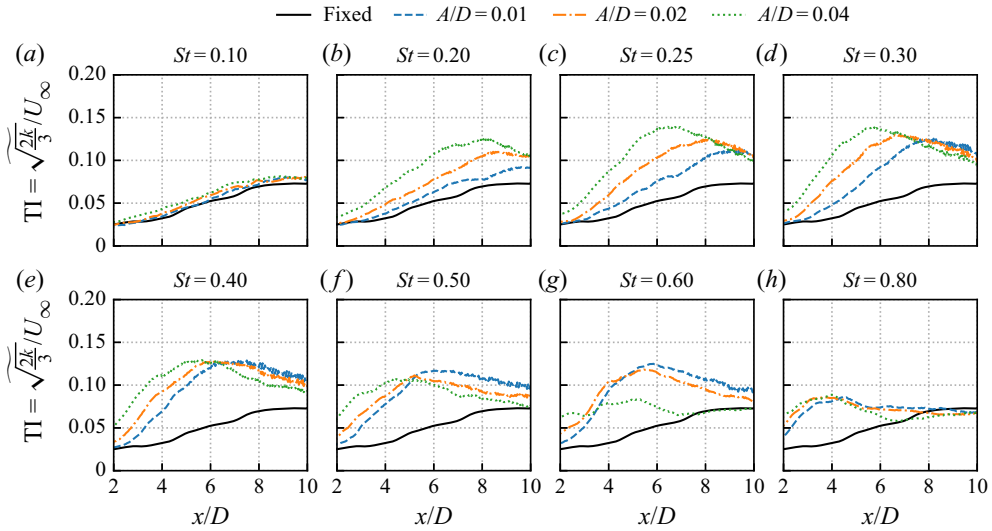 Fixed A/D = 0.01 A/D = 0.02 A/D = 0.04
(a) St = 0.10 (b) St = 0.20 (c) St = 0.25 (d) St = 0.30
0.20
0.15
0.10
0.05
0
TI = √(2k/3)/U∞
(e) St = 0.40 (f) St = 0.50 (g) St = 0.60 (h) St = 0.80
0.20
0.15
0.10
0.05
0
TI = √(2k/3)/U∞
2 4 6 8 10 2 4 6 8 10 2 4 6 8 10 2 4 6 8 10
x/D x/D x/D x/D